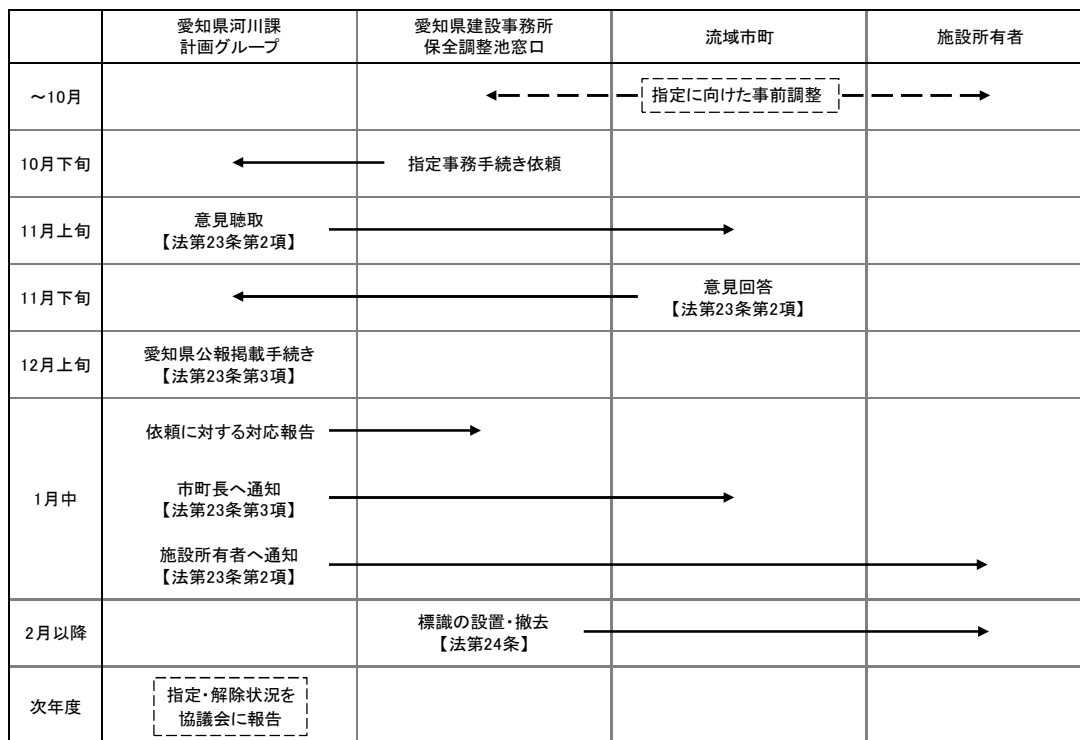 愛知県河川課
計画グループ
愛知県建設事務所
保全調整池窓口
流域市町
施設所有者
～10月
指定に向けた事前調整
10月下旬
指定事務手続き依頼
11月上旬
意見聴取
【法第23条第2項】
11月下旬
意見回答
【法第23条第2項】
12月上旬
愛知県公報掲載手続き
【法第23条第3項】
1月中
依頼に対する対応報告
市町長へ通知
【法第23条第3項】
施設所有者へ通知
【法第23条第2項】
2月以降
標識の設置・撤去
【法第24条】
次年度
指定・解除状況を
協議会に報告